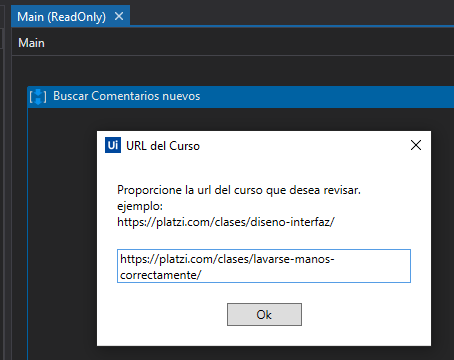 Main (ReadOnly) ×
Main
Buscar Comentarios nuevos
Ui URL del Curso
Proporcione la url del curso que desea revisar.
ejemplo:
https://platzi.com/clases/diseno-interfaz/
https://platzi.com/clases/lavarse-manos-
correctamente/
Ok